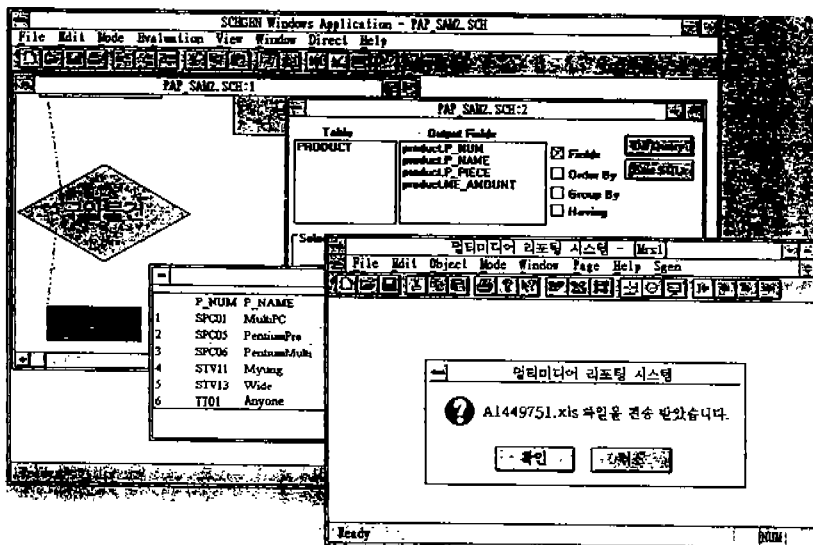 SCHGEN Windows Application - PAP_SAM2.SCH
File Edit Mode Evaluation View Window Direct Help
PAP_SAM2.SCH:1
PAP_SAM2.SCH:2
Table
Output Fields
PRODUCT
product.P_NUM
product.P_NAME
product.P_PIECE
product.ME_AMOUNT
Fields
Order By
Group By
Having
멀티미디어 리포팅 시스템 - Mrs1
File Edit Object Mode Window Page Help Sgen
P_NUM P_NAME
1 SPC01 MultiPC
2 SPC05 PentiumPro
3 SPC06 PentiumMulti
4 STV11 Myung
5 STV13 Wide
6 TT01 Anyone
멀티미디어 리포팅 시스템
A1449751.xls 파일을 전송 받았습니다.
확인
Ready
NUM